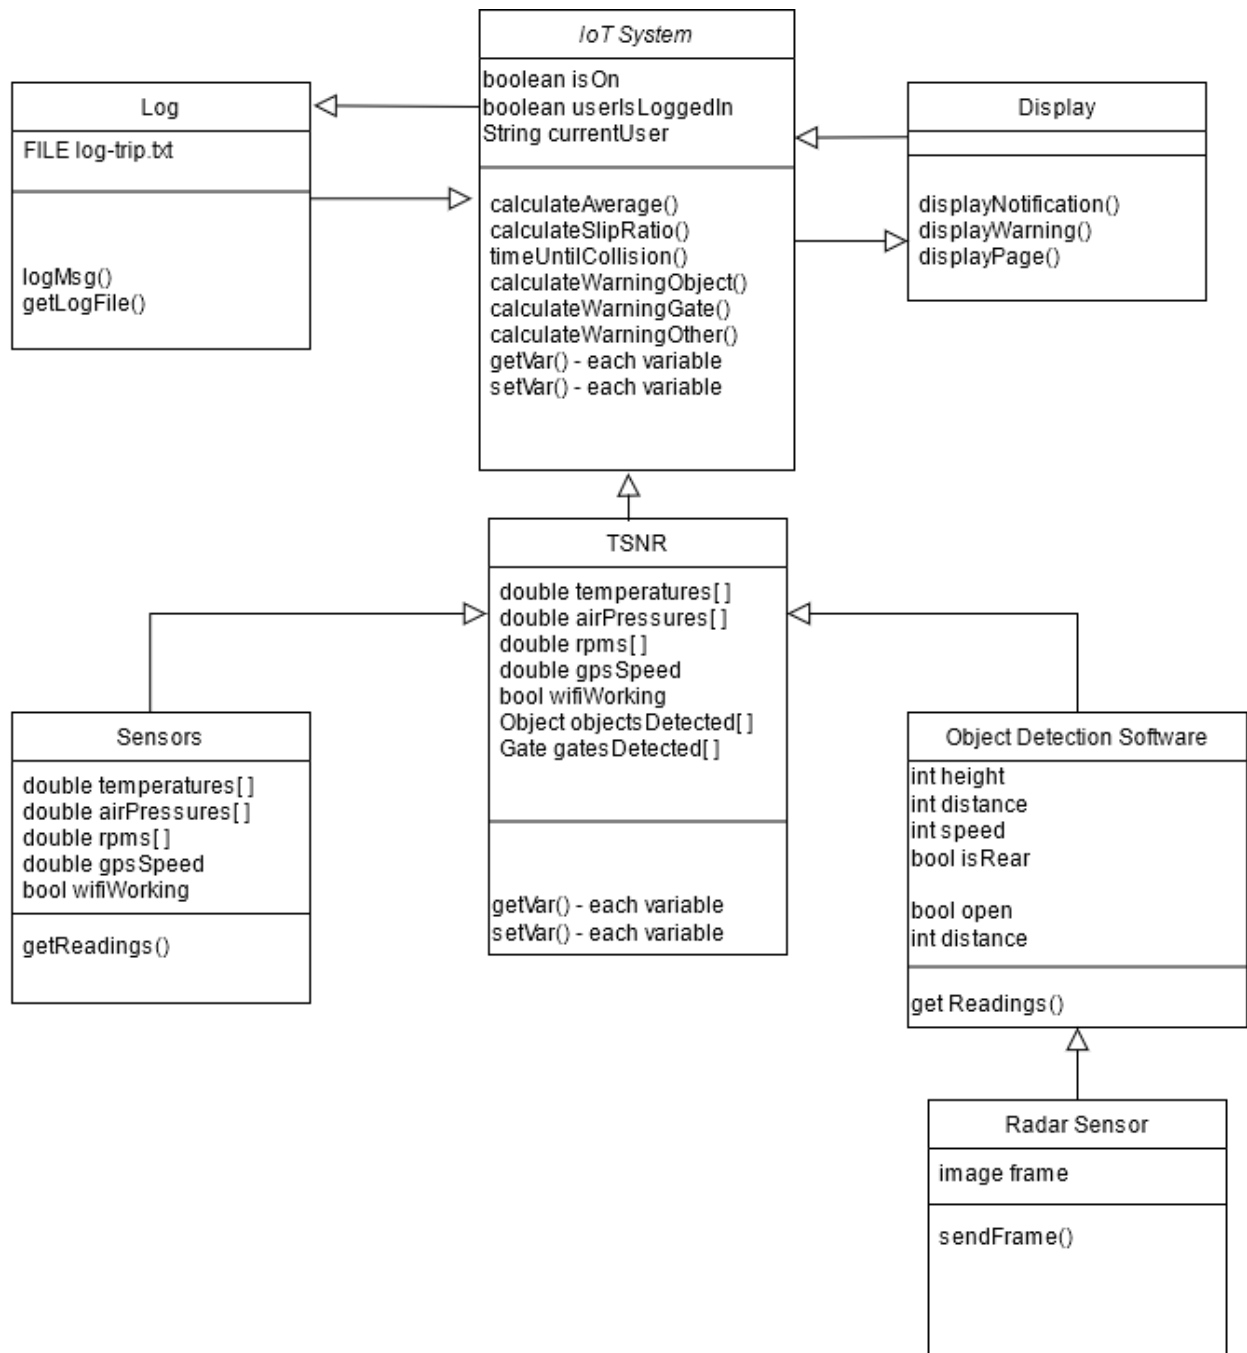 IoT System
boolean isOn
boolean userIsLoggedIn
String currentUser
calculateAverage()
calculateSlipRatio()
timeUntilCollision()
calculateWarningObject()
calculateWarningGate()
calculateWarningOther()
getVar() - each variable
setVar() - each variable
Log
FILE log-trip.txt
logMsg()
getLogFile()
Display
displayNotification()
displayWarning()
displayPage()
TSNR
double temperatures[ ]
double airPressures[ ]
double rpms[ ]
double gpsSpeed
bool wifiWorking
Object objectsDetected[ ]
Gate gatesDetected[ ]
getVar() - each variable
setVar() - each variable
Sensors
double temperatures[ ]
double airPressures[ ]
double rpms[ ]
double gpsSpeed
bool wifiWorking
getReadings()
Object Detection Software
int height
int distance
int speed
bool isRear
bool open
int distance
get Readings()
Radar Sensor
image frame
sendFrame()